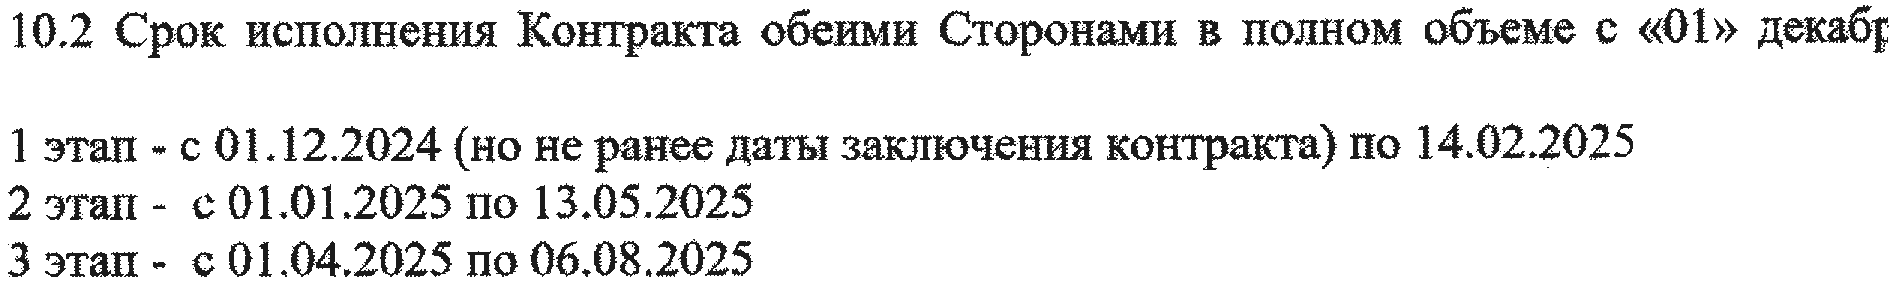 10.2 Срок исполнения Контракта обеими Сторонами в полном объеме с «01»
1 этап - с 01.12.2024 (но не ранее даты заключения контракта) по 14.02.2025
2 этап - с 01.01.2025 по 13.05.2025
3 этап - с 01.04.2025 по 06.08.2025